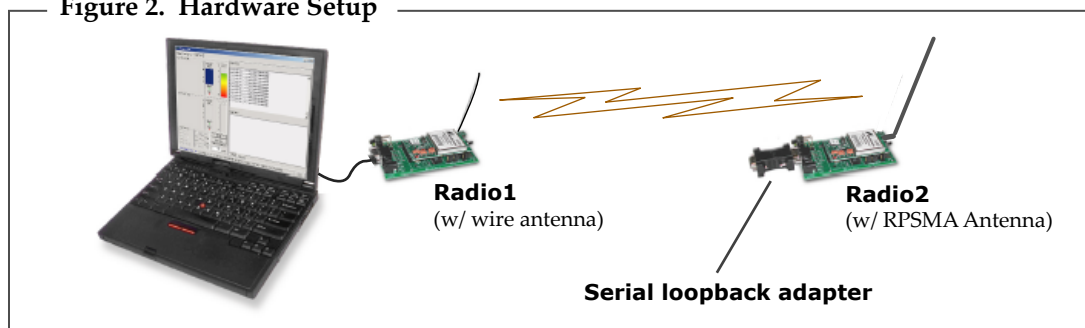 Figure 2. Hardware Setup
Radio1
(w/ wire antenna)
Radio2
(w/ RPSMA Antenna)
Serial loopback adapter